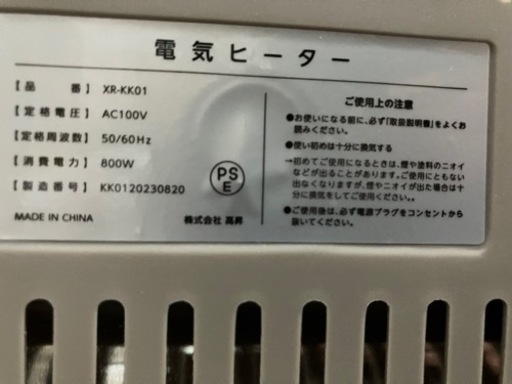 電気ヒーター
【品　　番】 XR-KK01
【定格電圧】 AC100V
【定格周波数】 50/60Hz
【消費電力】 800W
【製造番号】 KK0120230820
PS
E
MADE IN CHINA
株式会社 高昇
ご使用上の注意
●お使いになる前に、必ず「取扱説明書」をよく
お読みください。
●使い始めは十分に換気する
→初めてご使用になるときは、煙や塗料のニオイ
などが出ることがあります。ご使用にともない
出なくなりますが、煙やニオイが出た場合は十
分に換気をしてご使用ください。
●ご使用後は、必ず電源プラグをコンセントから
抜いてください。